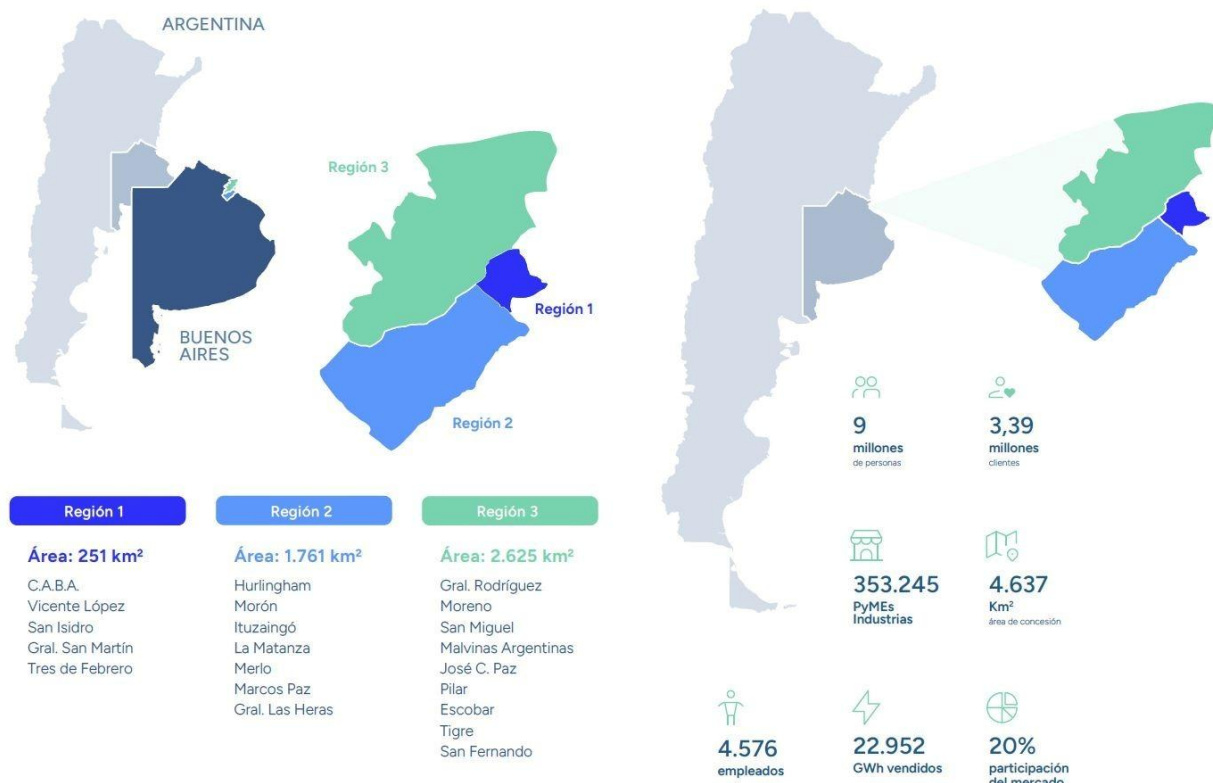 ARGENTINA
BUENOS
AIRES
Región 3
Región 1
Región 2
Región 1
Área: 251 km²
C.A.B.A.
Vicente López
San Isidro
Gral. San Martín
Tres de Febrero
Región 2
Área: 1.761 km²
Hurlingham
Morón
Ituzaingó
La Matanza
Merlo
Marcos Paz
Gral. Las Heras
Región 3
Área: 2.625 km²
Gral. Rodríguez
Moreno
San Miguel
Malvinas Argentinas
José C. Paz
Pilar
Escobar
Tigre
San Fernando
9
millones
de personas
3,39
millones
clientes
353.245
PyMEs
Industrias
4.637
Km²
área de concesión
4.576
empleados
22.952
GWh vendidos
20%
participación
del mercado